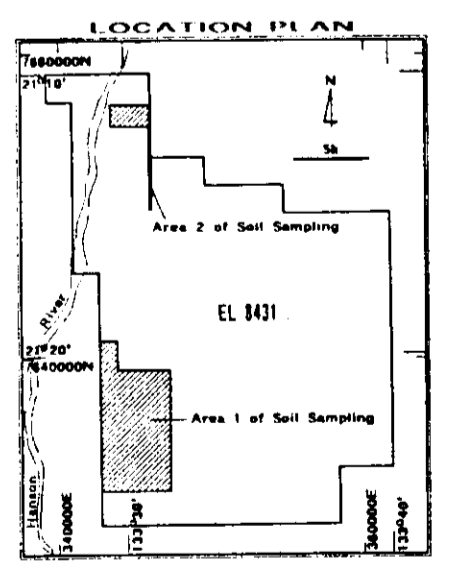 LOCATION PLAN
7660000N
21°10'
N
5k
Area 2 of Soil Sampling
River
EL 8431
21°20'
7640000N
Area 1 of Soil Sampling
Hanson
340000E
133°30'
360000E
133°40'